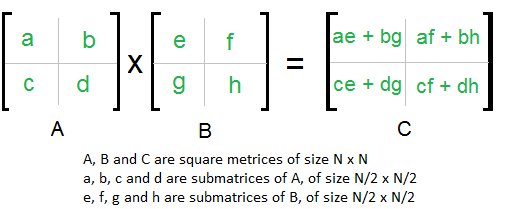 a b e f ae + bg af + bh
X =
c d g h ce + dg cf + dh
A B C
A, B and C are square metrices of size N x N
a, b, c and d are submatrices of A, of size N/2 x N/2
e, f, g and h are submatrices of B, of size N/2 x N/2